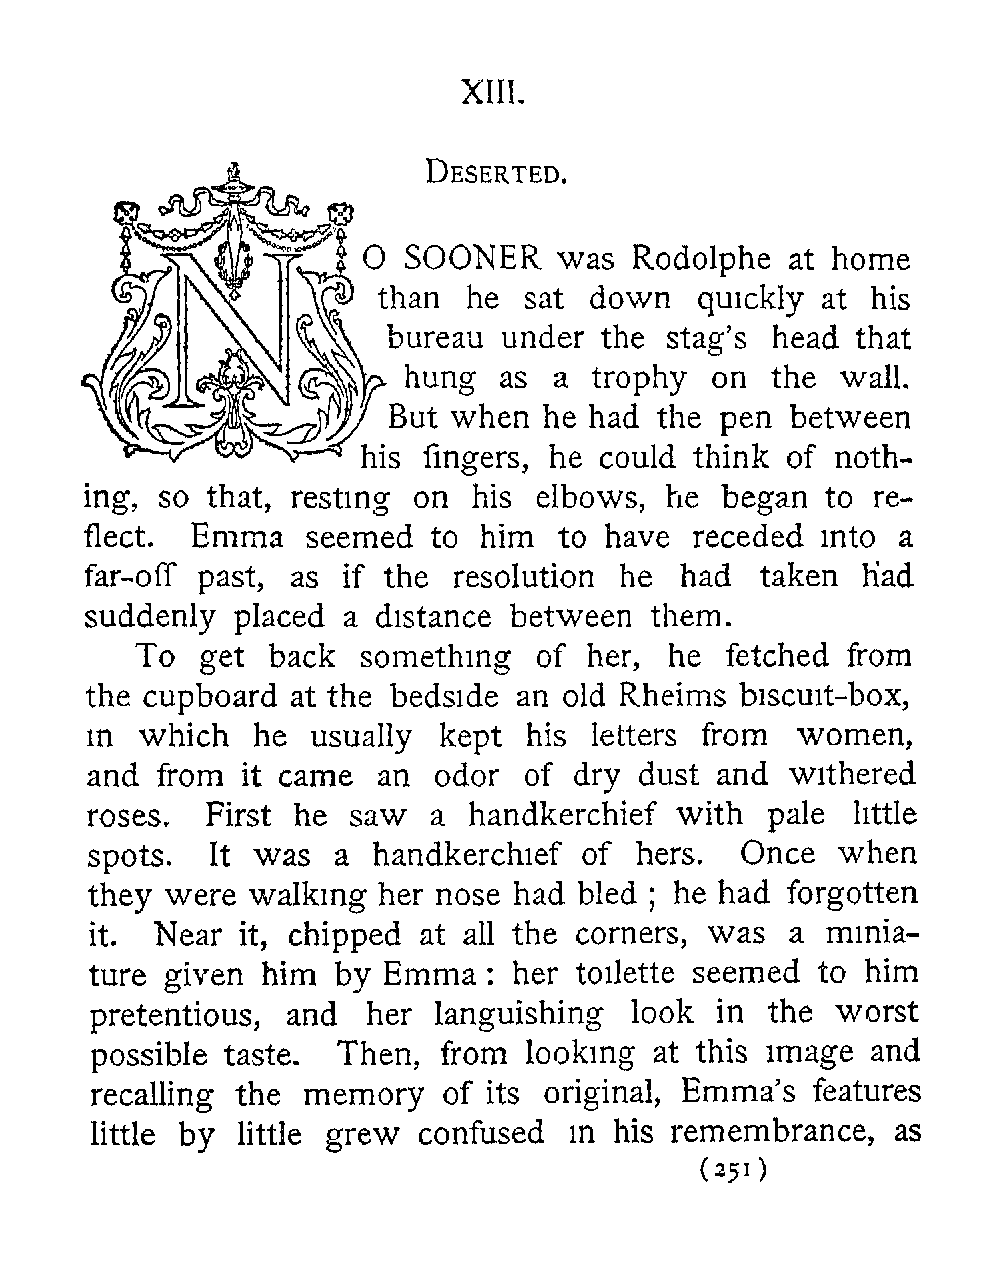 XIII.
DESERTED.
NO SOONER was Rodolphe at home
than he sat down quickly at his
bureau under the stag's head that
hung as a trophy on the wall.
But when he had the pen between
his fingers, he could think of noth-
ing, so that, resting on his elbows, he began to re-
flect. Emma seemed to him to have receded into a
far-off past, as if the resolution he had taken had
suddenly placed a distance between them.
To get back something of her, he fetched from
the cupboard at the bedside an old Rheims biscuit-box,
in which he usually kept his letters from women,
and from it came an odor of dry dust and withered
roses. First he saw a handkerchief with pale little
spots. It was a handkerchief of hers. Once when
they were walking her nose had bled ; he had forgotten
it. Near it, chipped at all the corners, was a minia-
ture given him by Emma : her toilette seemed to him
pretentious, and her languishing look in the worst
possible taste. Then, from looking at this image and
recalling the memory of its original, Emma's features
little by little grew confused in his remembrance, as
(251)